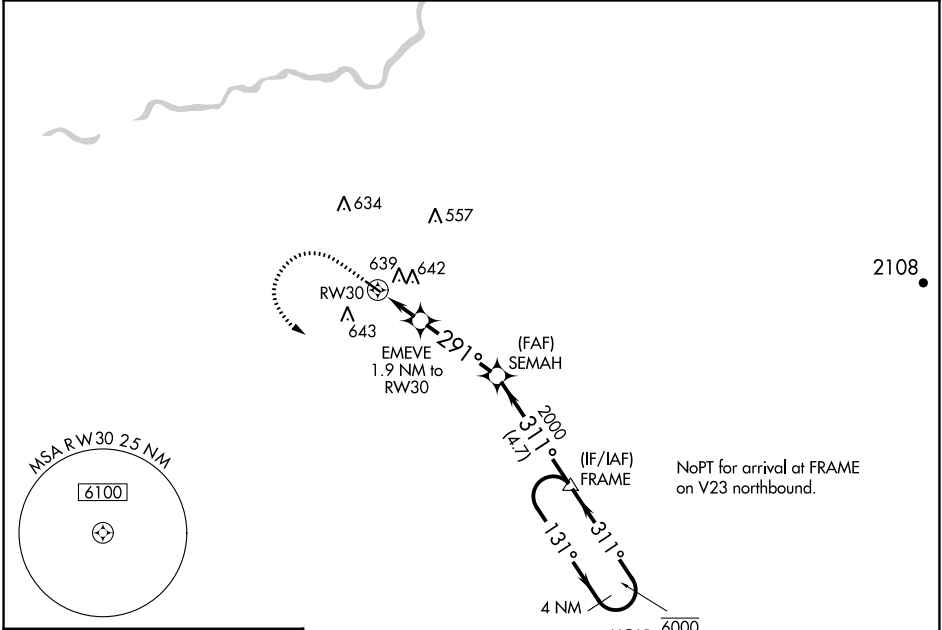 634
557
639
642
2108
RW30
643
EMEVE
1.9 NM to
RW30
291°
(FAF)
SEMAH
2000
311°
(4.7)
(IF/IAF)
FRAME
NoPT for arrival at FRAME
on V23 northbound.
MSA RW30 25 NM
6100
131°
311°
4 NM
6000